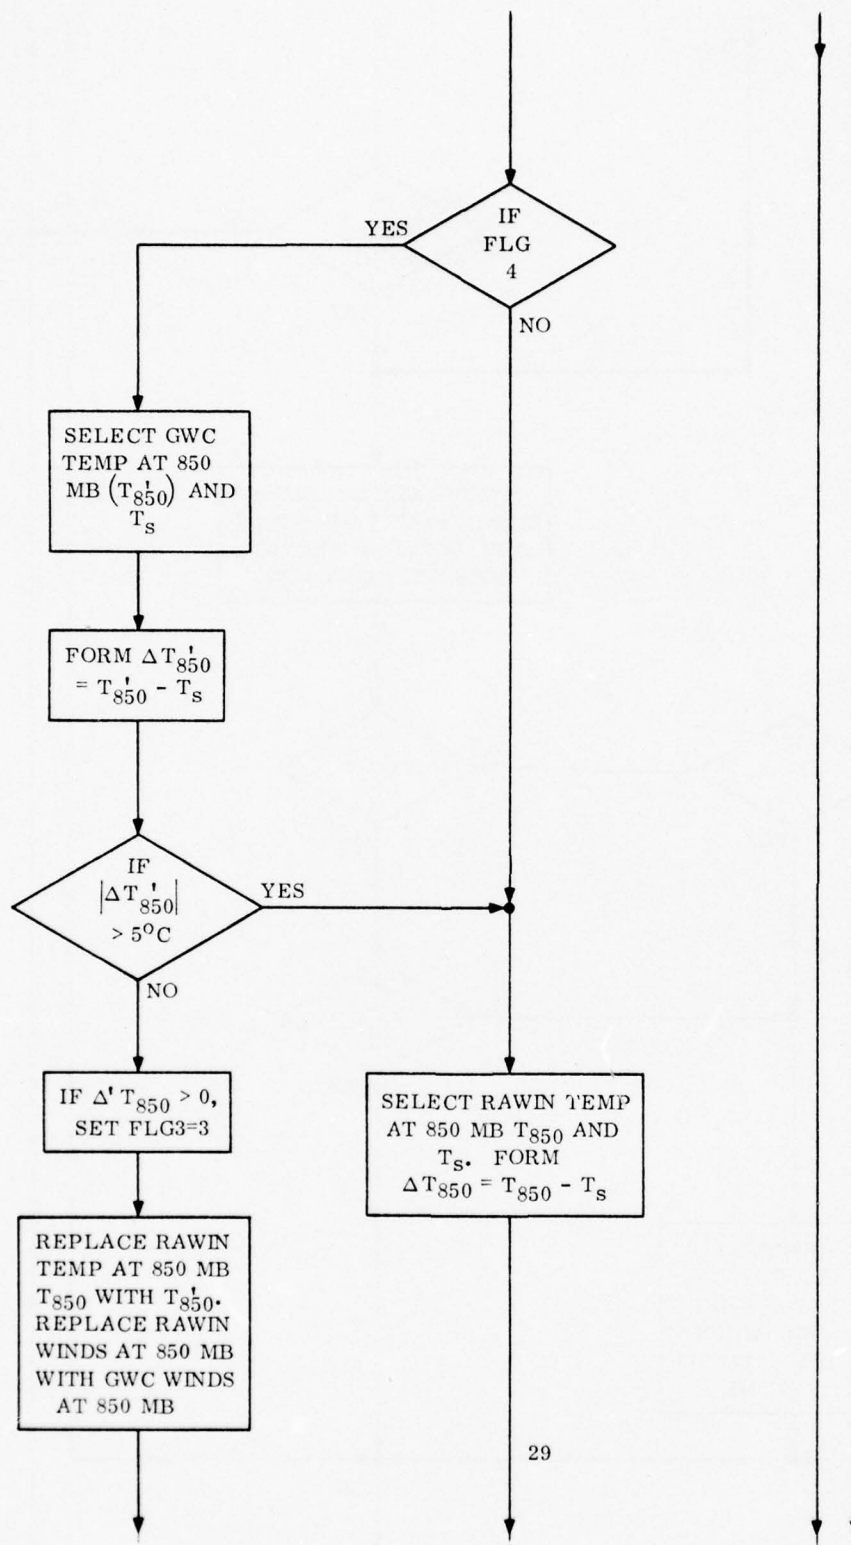 IF
FLG
4
YES
NO
SELECT GWC
TEMP AT 850
MB (T'850) AND
Ts
FORM ΔT'850
= T'850 - Ts
IF
|ΔT'850|
> 5°C
YES
NO
IF Δ' T850 > 0,
SET FLG3=3
SELECT RAWIN TEMP
AT 850 MB T850 AND
Ts. FORM
ΔT850 = T850 - Ts
REPLACE RAWIN
TEMP AT 850 MB
T850 WITH T'850.
REPLACE RAWIN
WINDS AT 850 MB
WITH GWC WINDS
AT 850 MB
29